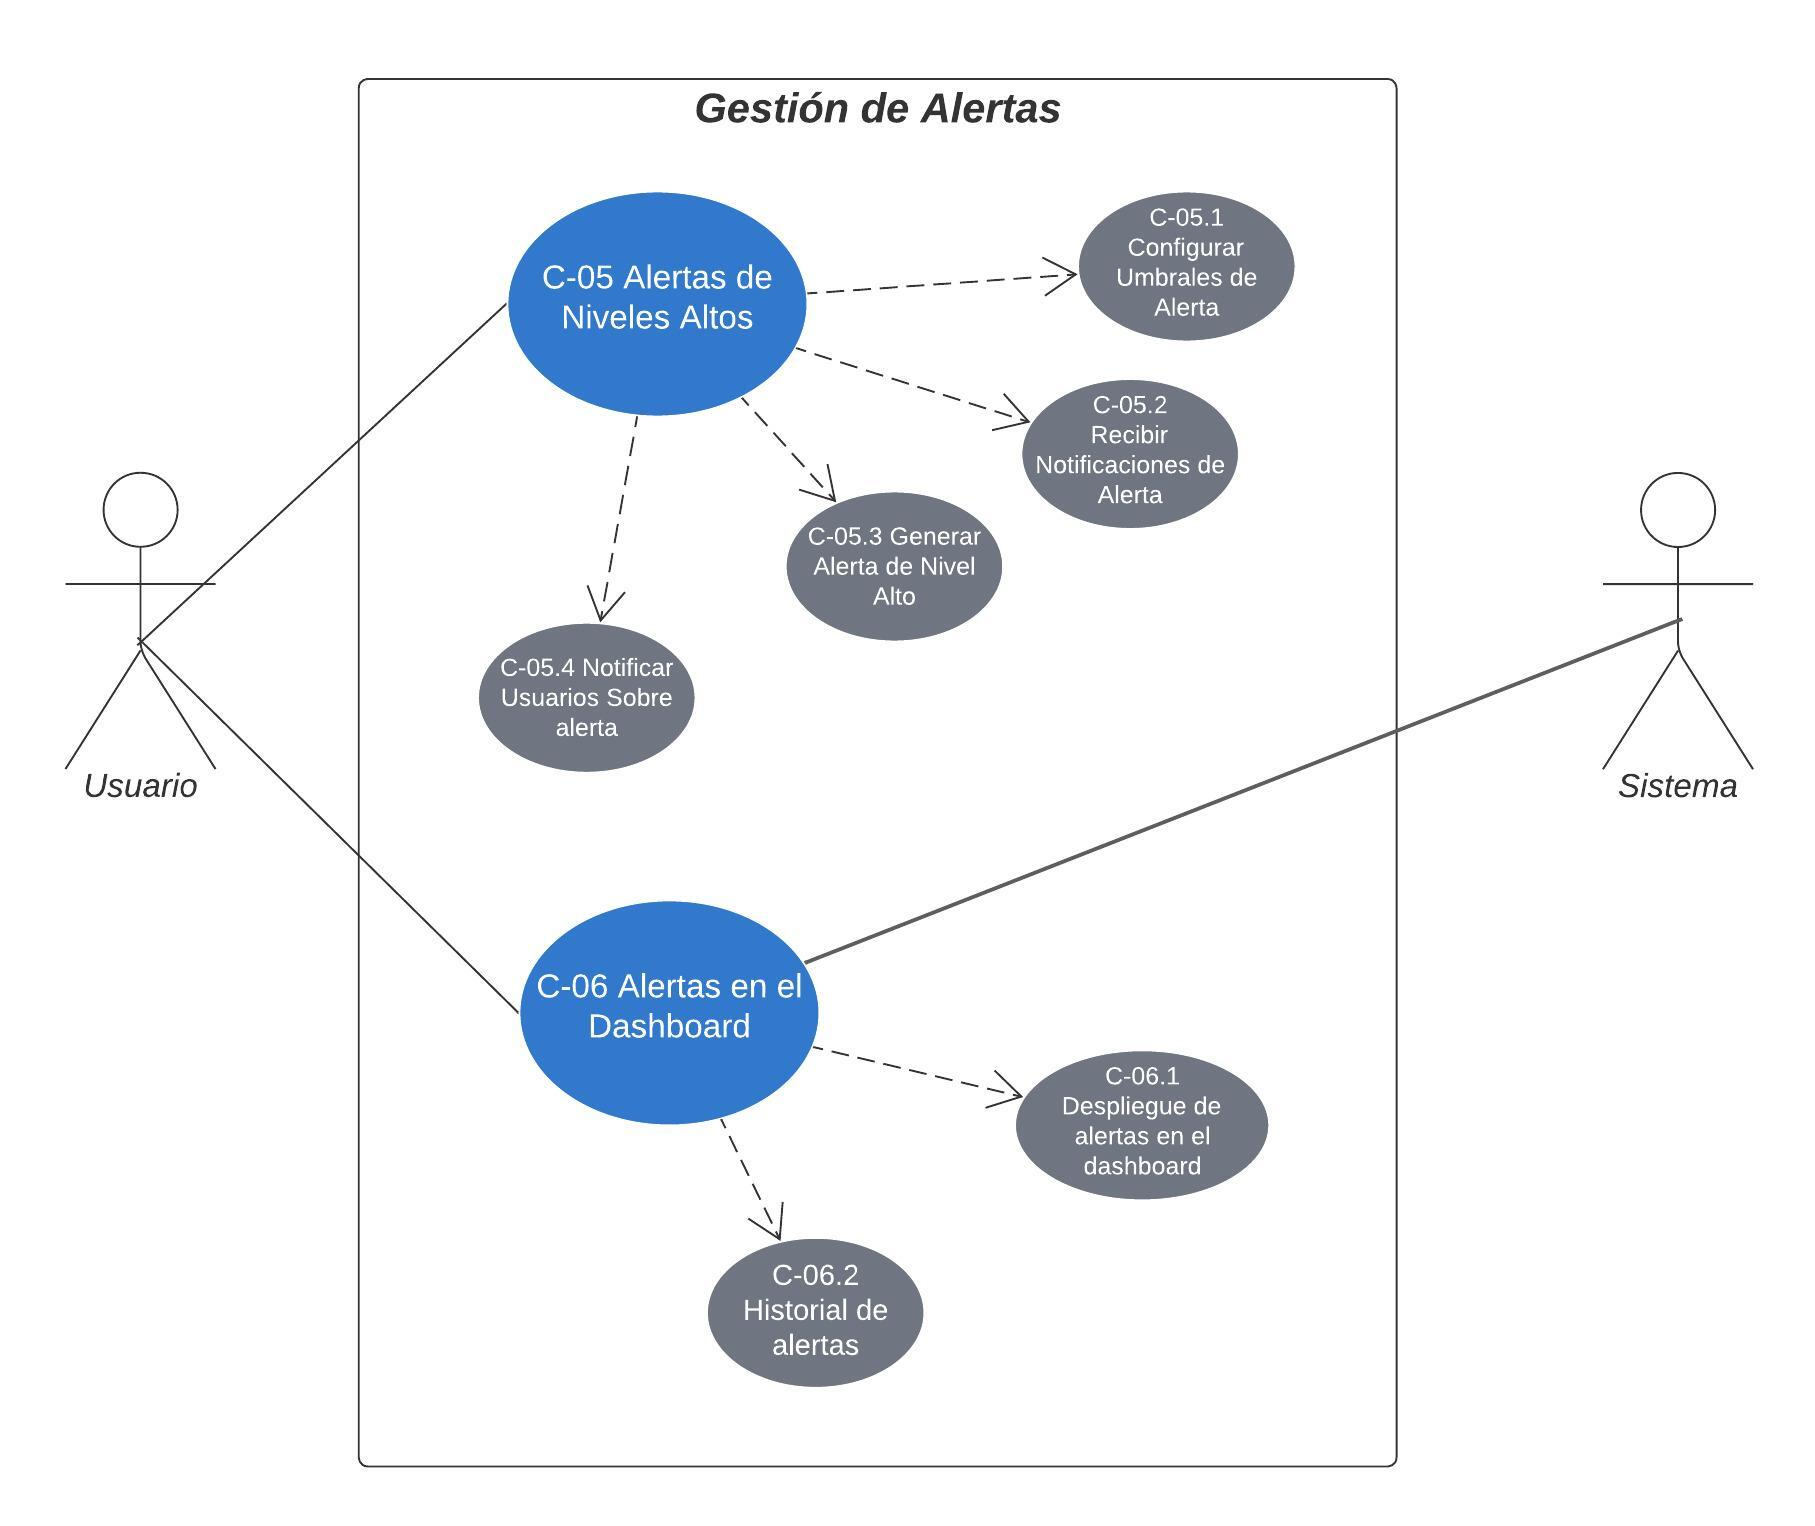 Gestión de Alertas
C-05 Alertas de
Niveles Altos
C-05.1
Configurar
Umbrales de
Alerta
C-05.2
Recibir
Notificaciones de
Alerta
C-05.3 Generar
Alerta de Nivel
Alto
C-05.4 Notificar
Usuarios Sobre
alerta
Usuario
Sistema
C-06 Alertas en el
Dashboard
C-06.1
Despliegue de
alertas en el
dashboard
C-06.2
Historial de
alertas